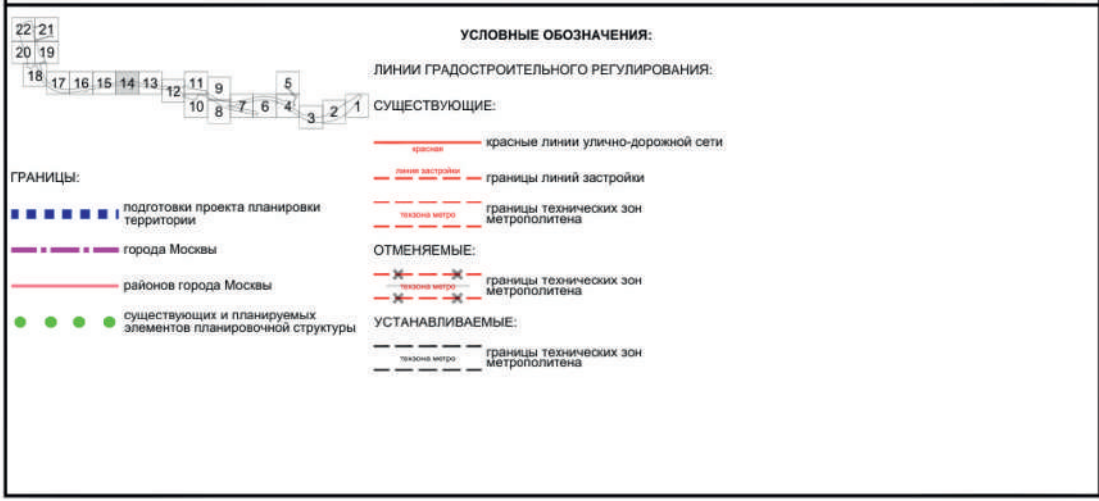 22 21
20 19
18 17 16 15 14 13 12 11 9 5
10 8 7 6 4 3 2 1
ГРАНИЦЫ:
подготовки проекта планировки
территории
города Москвы
районов города Москвы
существующих и планируемых
элементов планировочной структуры
УСЛОВНЫЕ ОБОЗНАЧЕНИЯ:
ЛИНИИ ГРАДОСТРОИТЕЛЬНОГО РЕГУЛИРОВАНИЯ:
СУЩЕСТВУЮЩИЕ:
красная
красные линии улично-дорожной сети
линия застройки
границы линий застройки
техзона метро
границы технических зон
метрополитена
ОТМЕНЯЕМЫЕ:
техзона метро
границы технических зон
метрополитена
УСТАНАВЛИВАЕМЫЕ:
техзона метро
границы технических зон
метрополитена